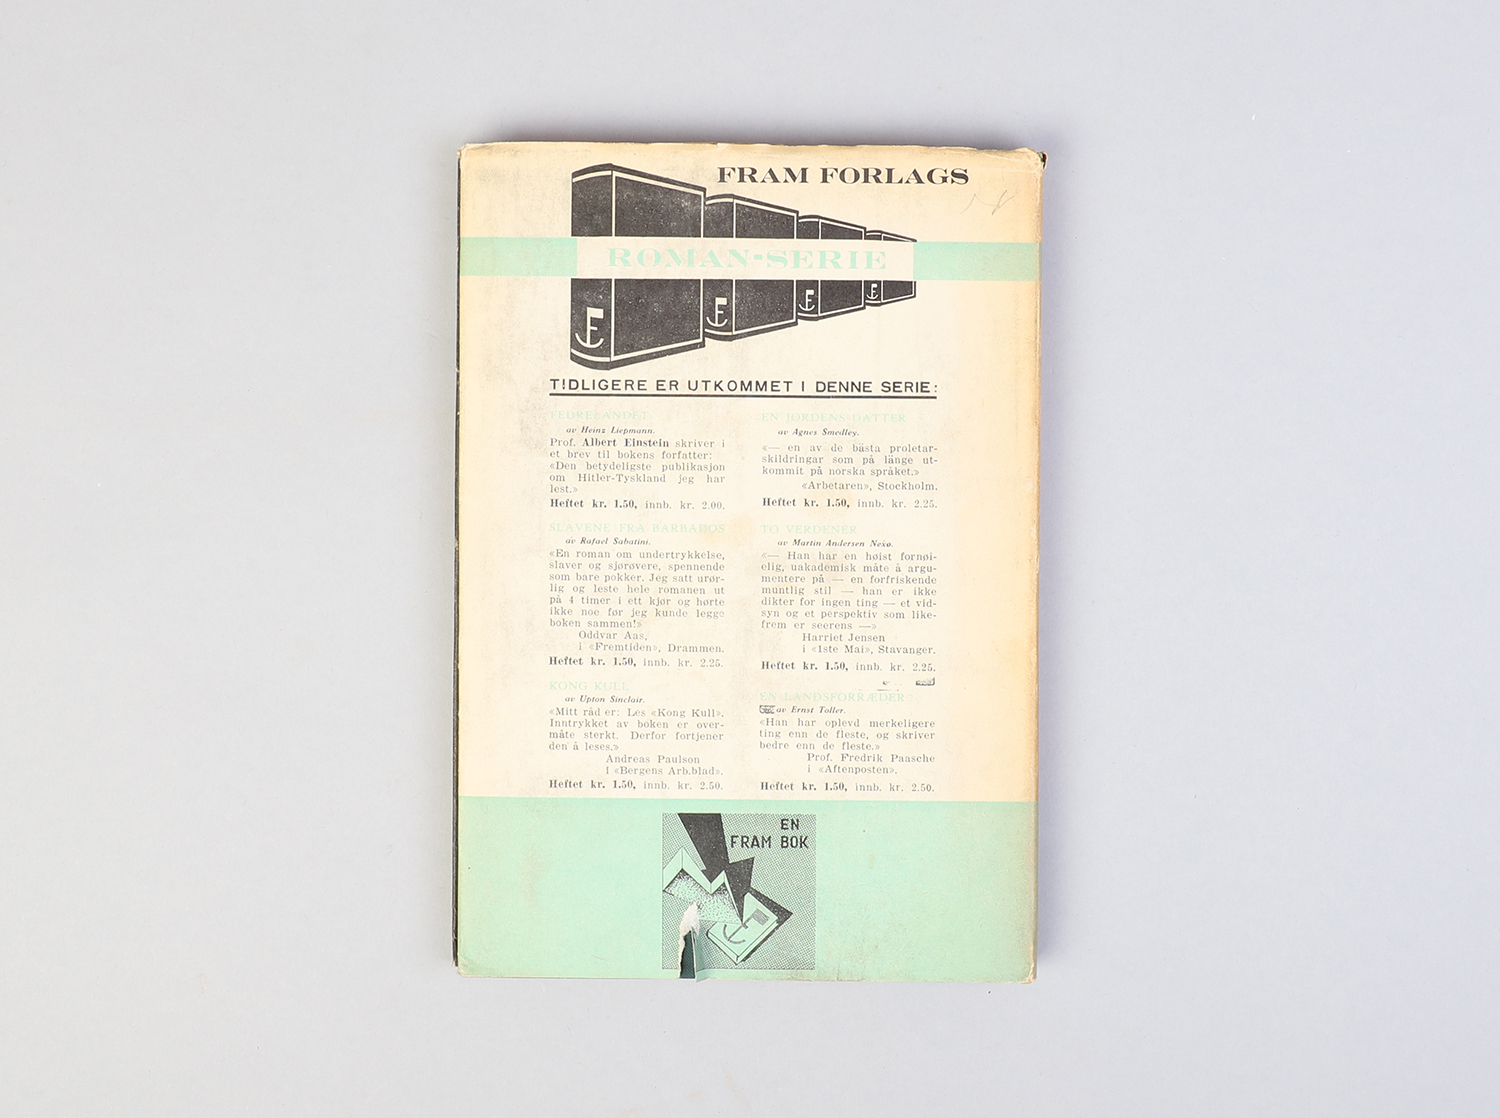 FRAM FORLAGS
ROMAN-SERIE
TIDLIGERE ER UTKOMMET I DENNE SERIE:
FEDRELANDET
av Heinz Liepmann.
Prof. Albert Einstein skriver i
et brev til bokens forfatter:
«Den betydeligste publikasjon
om Hitler-Tyskland jeg har
lest.»
Heftet kr. 1.50, innb. kr. 2.00.
SLAVENE FRA BARBADOS
av Rafael Sabatini.
«En roman om undertrykkelse,
slaver og sjørøvere, spennende
som bare pokker. Jeg satt urør-
lig og leste hele romanen ut
på 4 timer i ett kjør og hørte
ikke noe før jeg kunde legge
boken sammen!»
Oddvar Aas,
i «Fremtiden», Drammen.
Heftet kr. 1.50, innb. kr. 2.25.
KONG KULL
av Upton Sinclair.
«Mitt råd er: Les «Kong Kull».
Inntrykket av boken er over-
måte sterkt. Derfor fortjener
den å leses.»
Andreas Paulson
i «Bergens Arb.blad».
Heftet kr. 1.50, innb. kr. 2.50.
EN JORDENS DATTER
av Agnes Smedley.
«— en av de bästa proletar-
skildringar som på länge ut-
kommit på norska språket.»
«Arbetaren», Stockholm.
Heftet kr. 1.50, innb. kr. 2.25.
TO VERDENER
av Martin Andersen Nexø.
«— Han har en høist fornøi-
elig, uakademisk måte å argu-
mentere på — en forfriskende
muntlig stil — han er ikke
dikter for ingen ting — et vid-
syn og et perspektiv som like-
frem er seerens —»
Harriet Jensen
i «1ste Mai», Stavanger.
Heftet kr. 1.50, innb. kr. 2.25.
EN LANDSFORRÆDER
av Ernst Toller.
«Han har oplevd merkeligere
ting enn de fleste, og skriver
bedre enn de fleste.»
Prof. Fredrik Paasche
i «Aftenposten».
Heftet kr. 1.50, innb. kr. 2.50.
EN
FRAM BOK